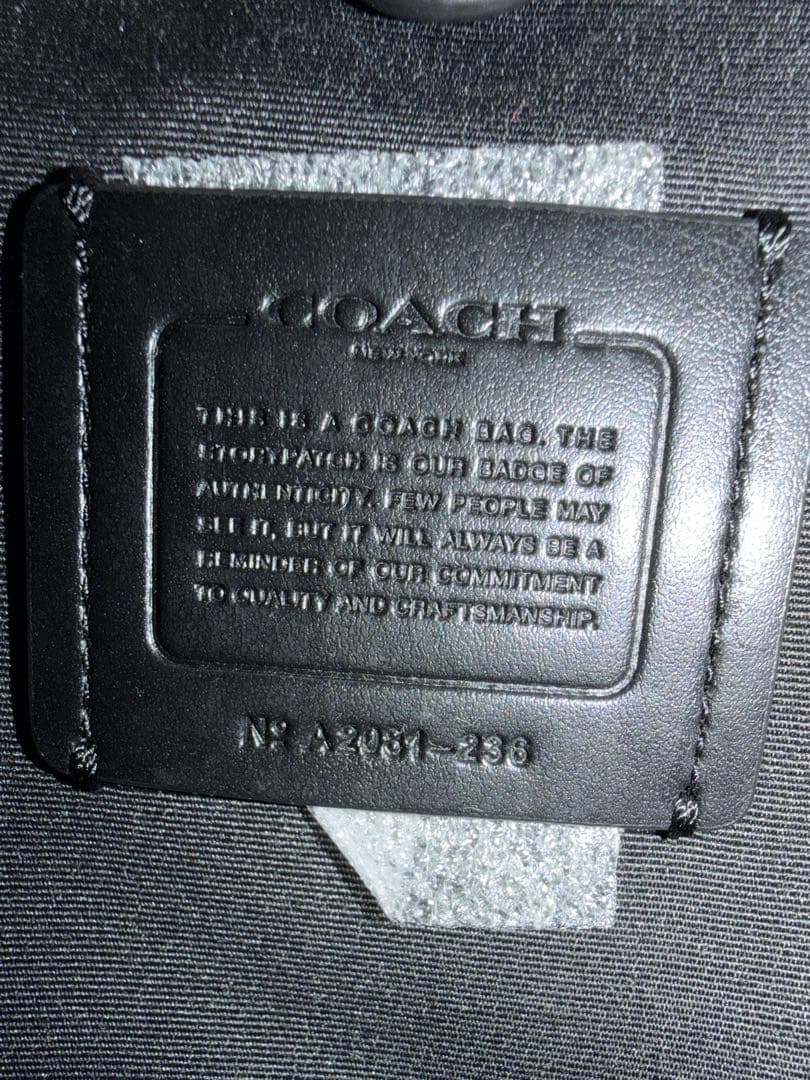 COACH
NEW YORK
THIS IS A COACH BAG. THE
STORYPATCH IS OUR BADGE OF
AUTHENTICITY. FEW PEOPLE MAY
SEE IT, BUT IT WILL ALWAYS BE A
REMINDER OF OUR COMMITMENT
TO QUALITY AND CRAFTSMANSHIP.
Nº A2081-236